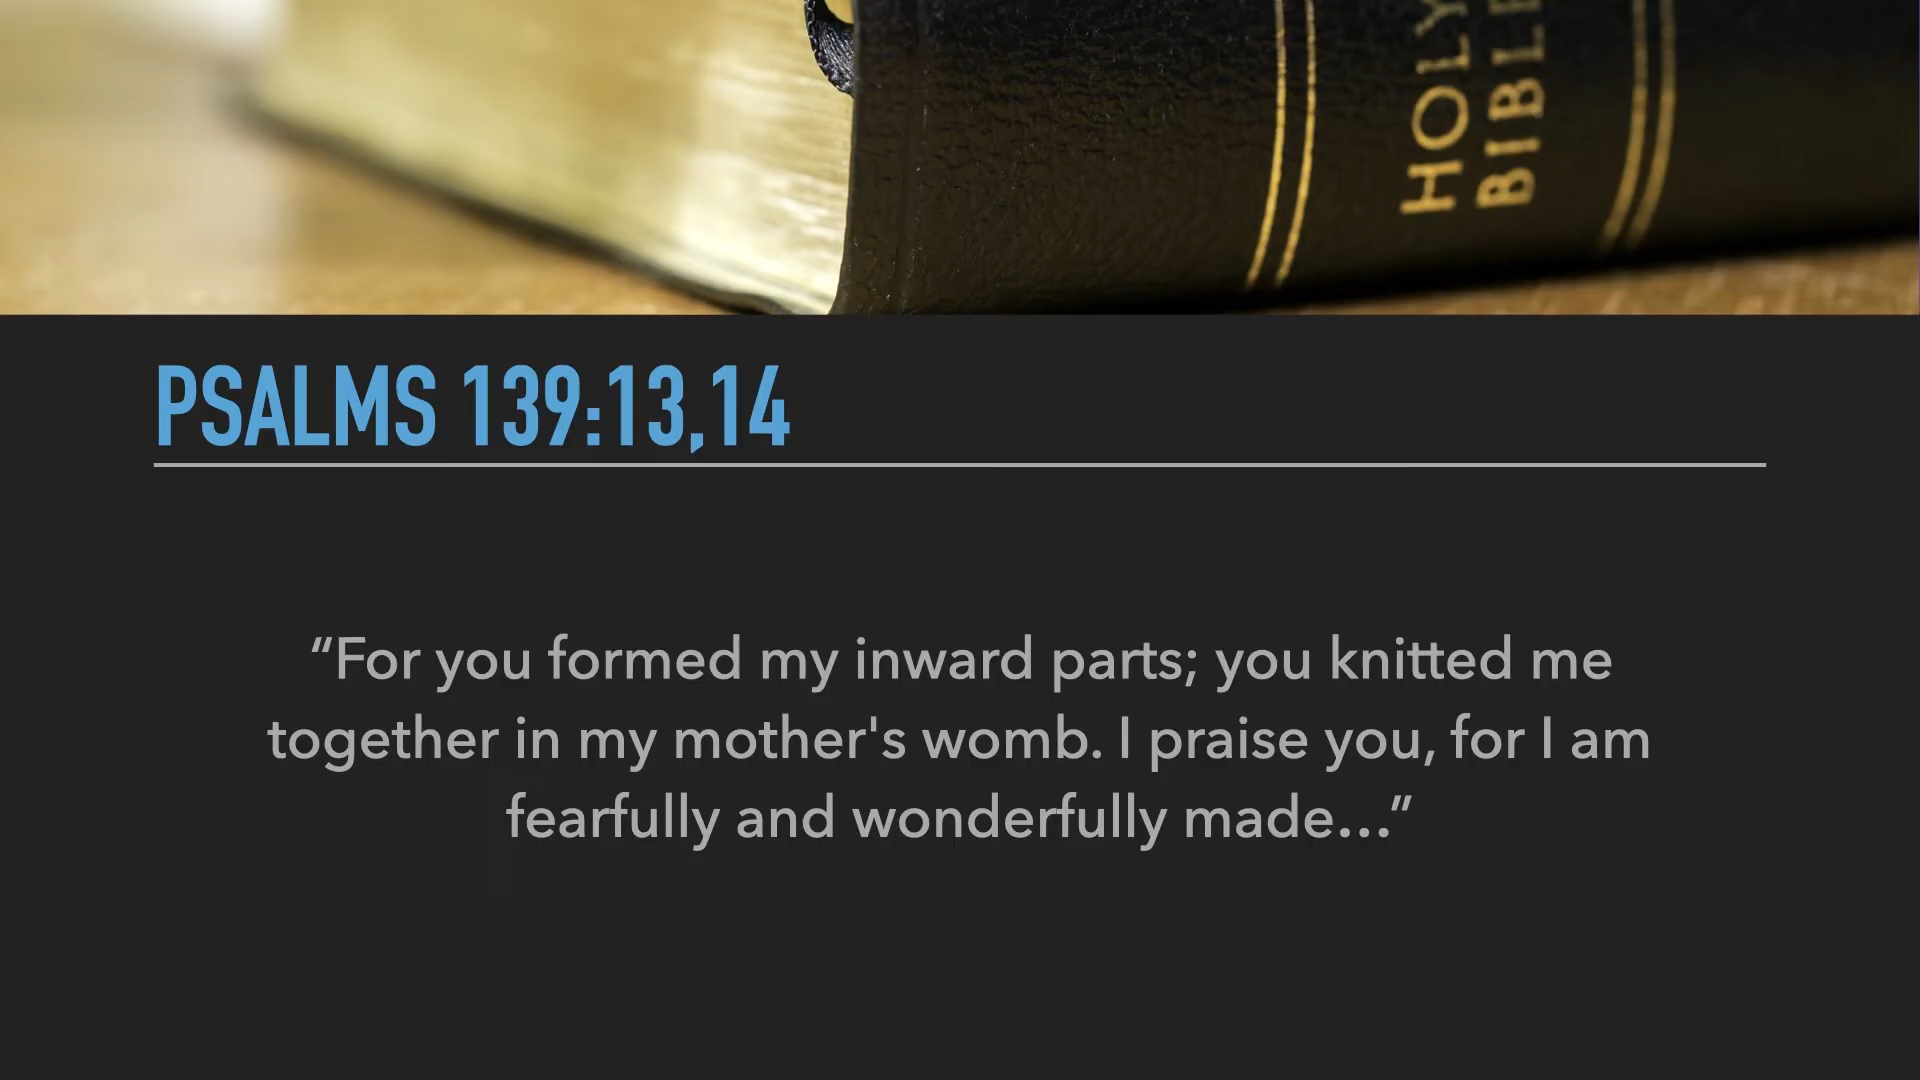 HOLY
BIBLE
PSALMS 139:13,14
“For you formed my inward parts; you knitted me
together in my mother's womb. I praise you, for I am
fearfully and wonderfully made…”